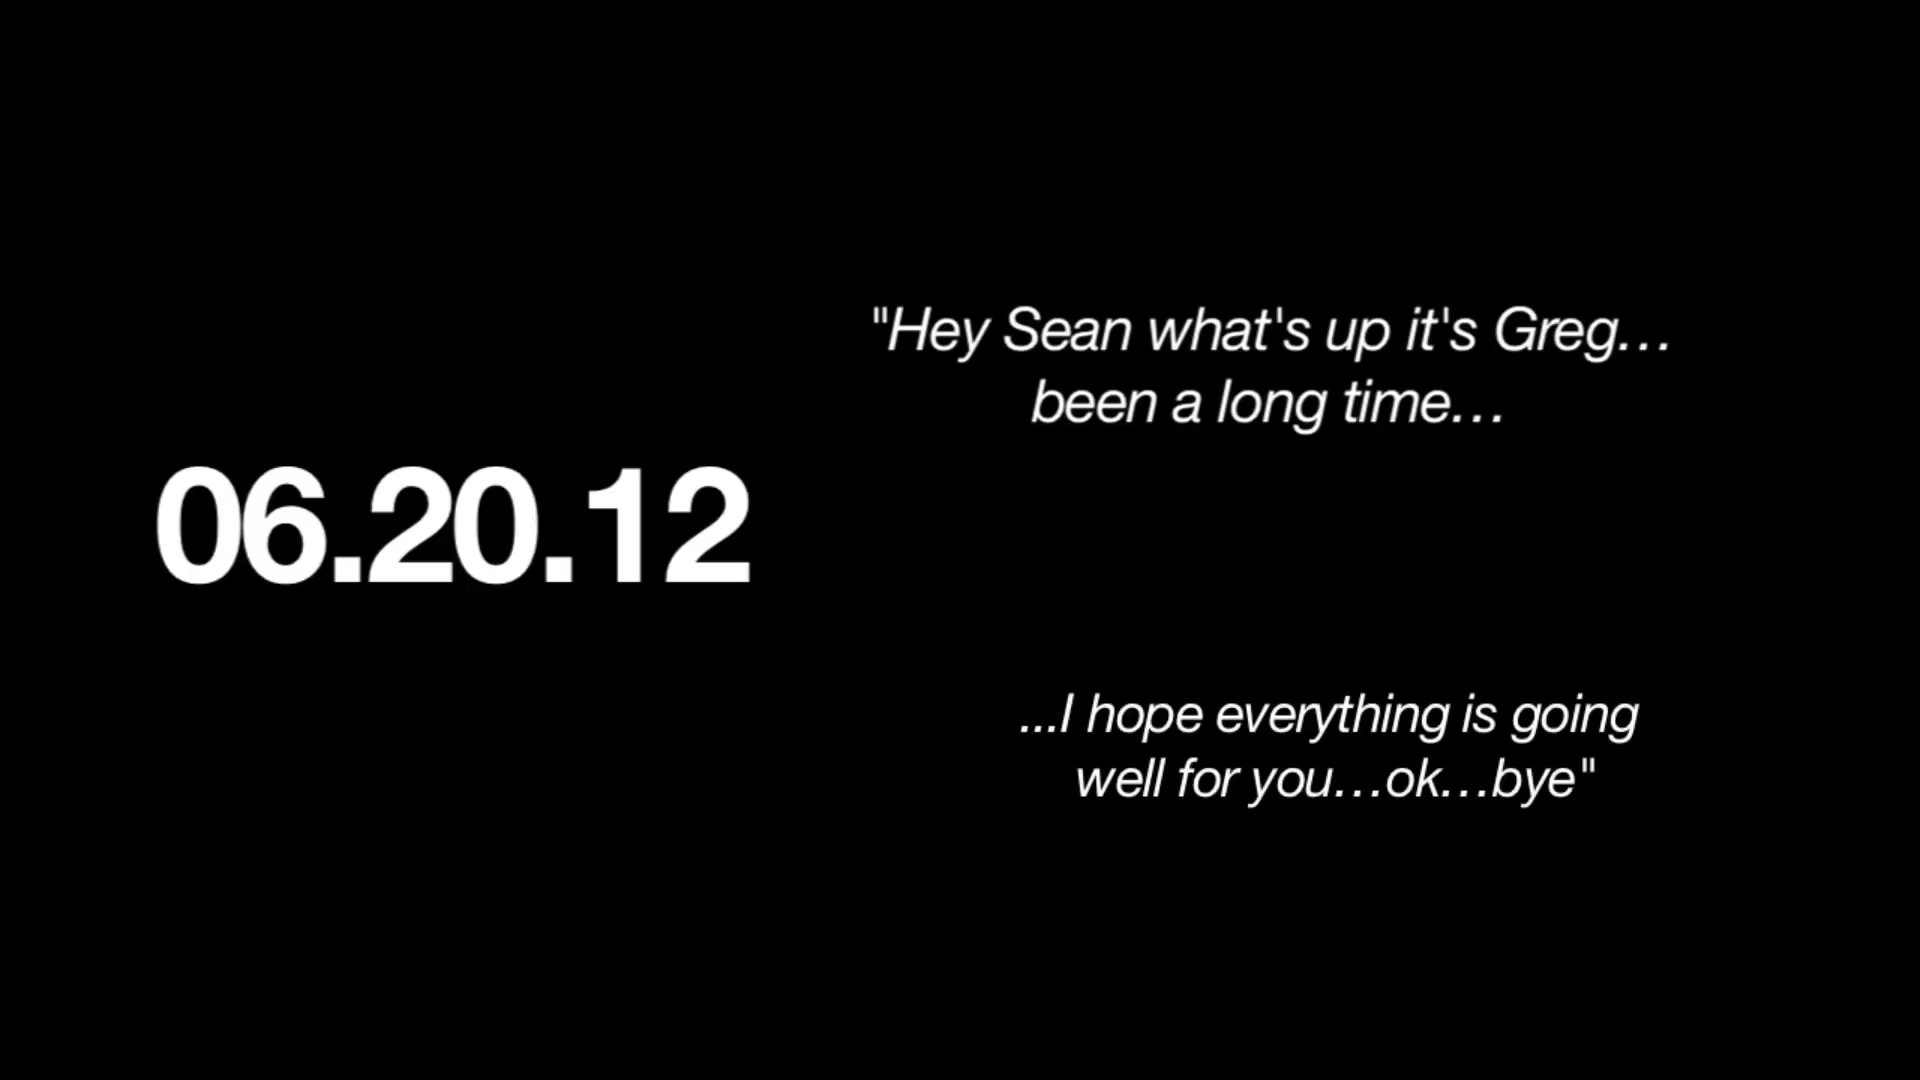 06.20.12
"Hey Sean what's up it's Greg…
been a long time…
...I hope everything is going
well for you…ok…bye"